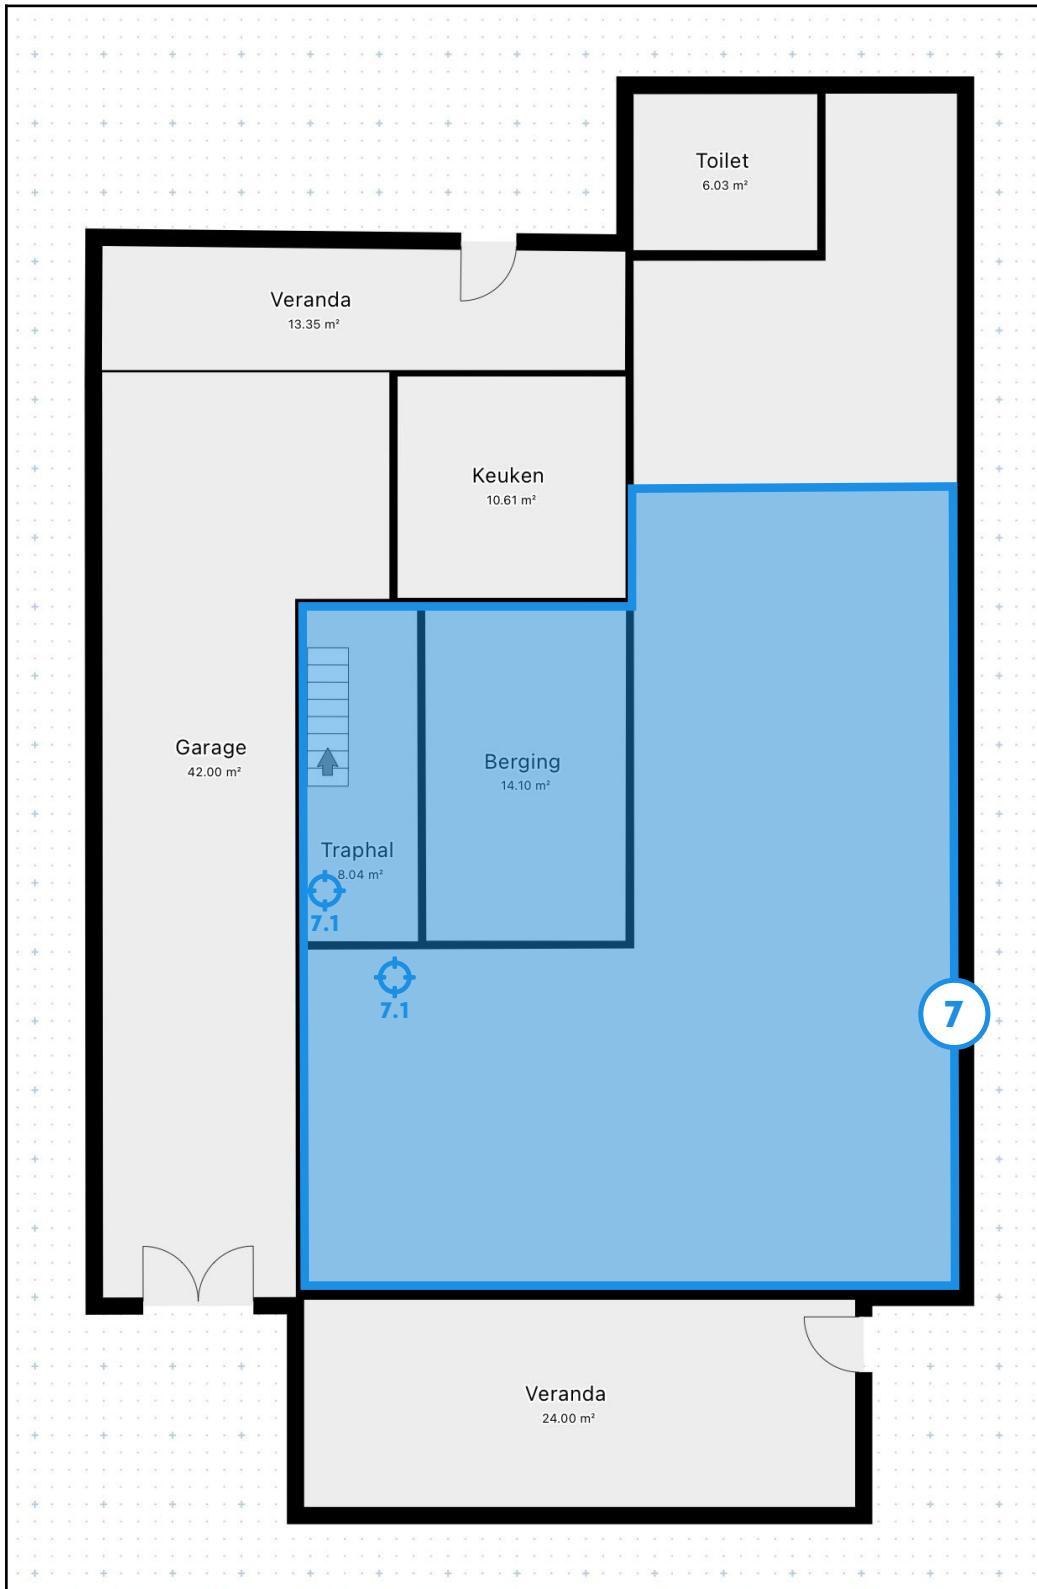 Toilet
6.03 m²
Veranda
13.35 m²
Keuken
10.61 m²
Garage
42.00 m²
Berging
14.10 m²
Traphal
8.04 m²
7.1
7.1
7
Veranda
24.00 m²